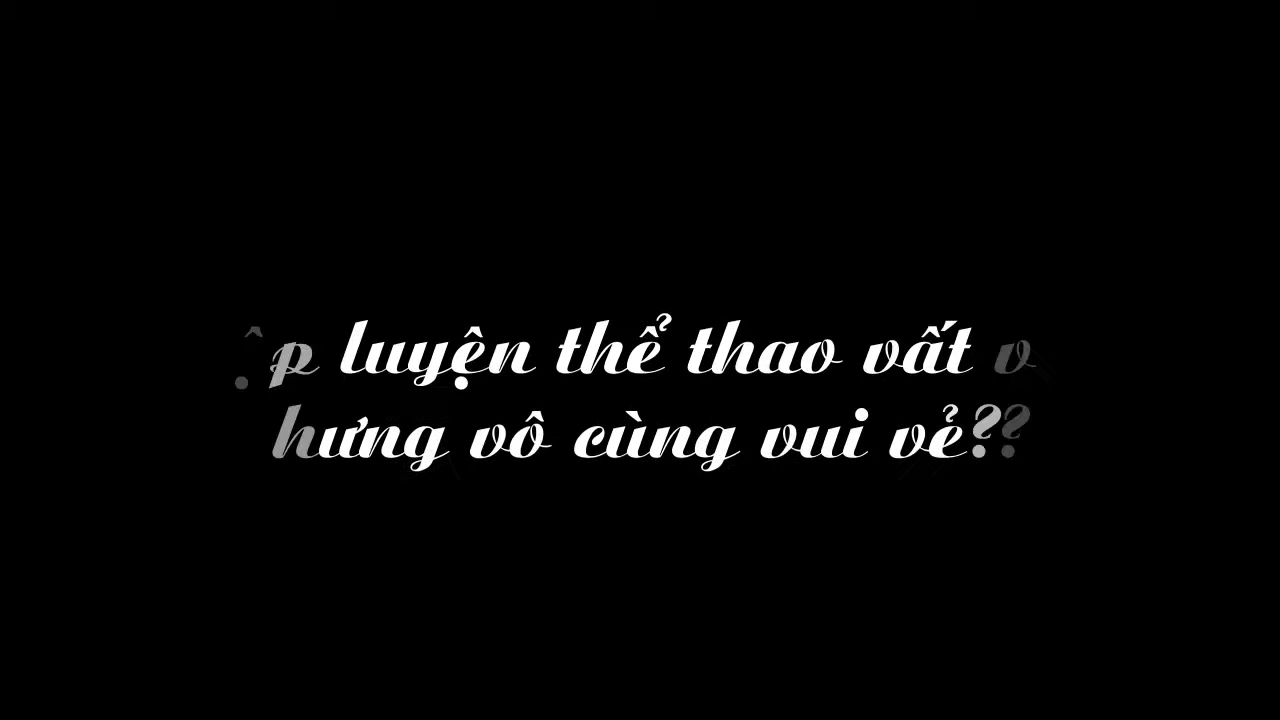 luyện thể thao vất
hưng vô cùng vui vẻ??